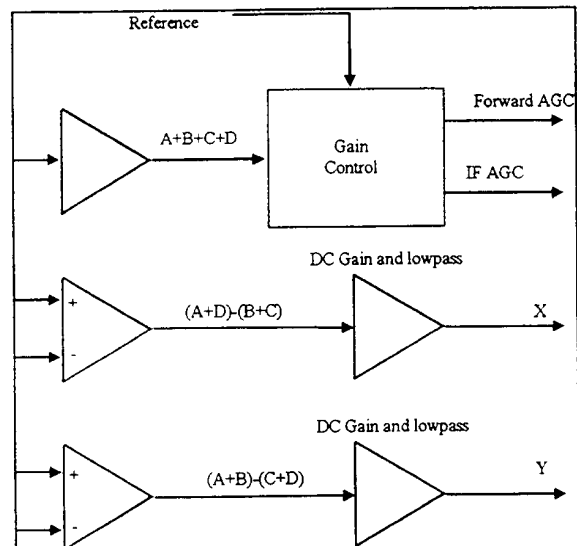 Reference
Forward AGC
A+B+C+D
Gain
Control
IF AGC
DC Gain and lowpass
+
(A+D)-(B+C)
X
-
DC Gain and lowpass
+
(A+B)-(C+D)
Y
-